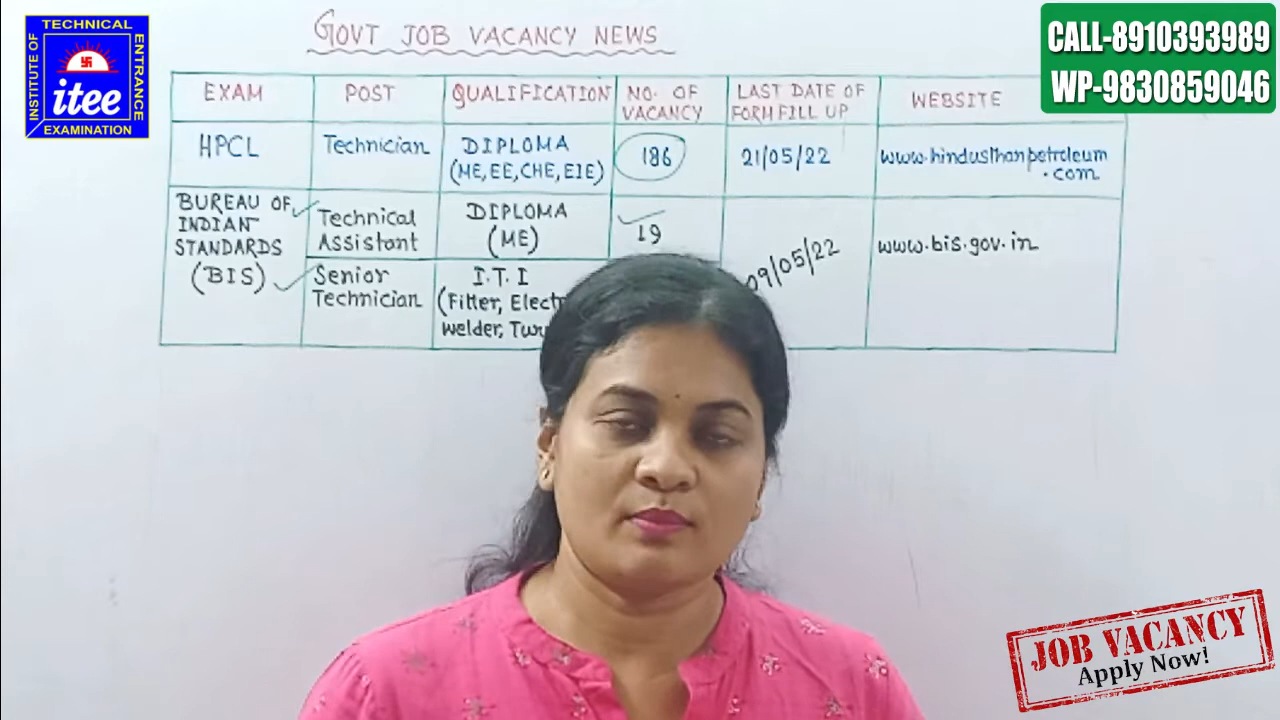 TECHNICAL
INSTITUTE OF
ENTRANCE
itee
EXAMINATION
GOVT JOB VACANCY NEWS
CALL-8910393989
WP-9830859046
EXAM
POST
QUALIFICATION
NO. OF
VACANCY
LAST DATE OF
FORM FILL UP
WEBSITE
HPCL
Technician
DIPLOMA
(ME, EE, CHE, EIE)
186
21/05/22
www.hindusthanpetroleum
.com
BUREAU OF
INDIAN
STANDARDS
(BIS)
Technical
Assistant
DIPLOMA
(ME)
19
09/05/22
www.bis.gov.in
Senior
Technician
I.T.I
(Fitter,
Welder,
JOB VACANCY
Apply Now!